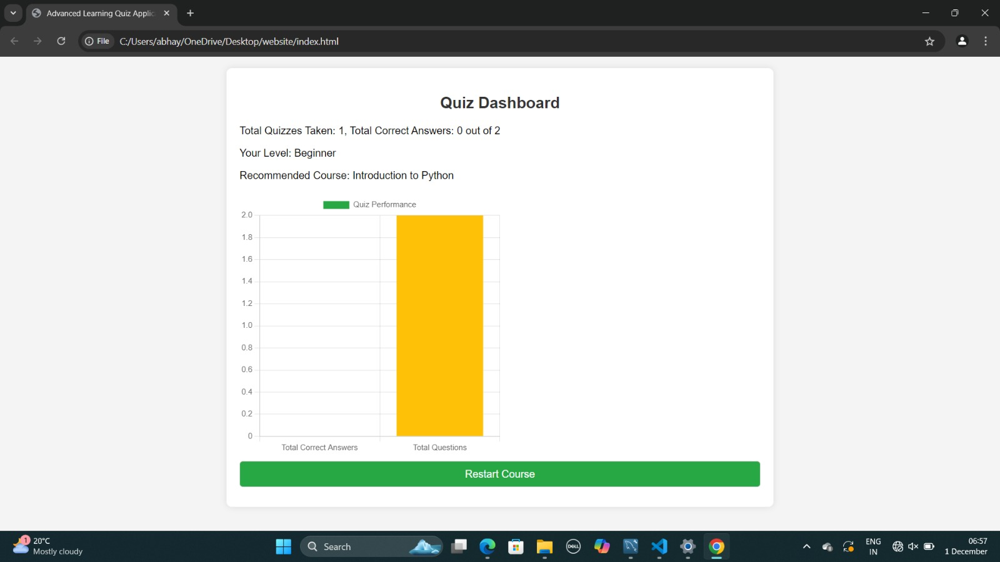 Advanced Learning Quiz Applic
File
C:/Users/abhay/OneDrive/Desktop/website/index.html
Quiz Dashboard
Total Quizzes Taken: 1, Total Correct Answers: 0 out of 2
Your Level: Beginner
Recommended Course: Introduction to Python
Quiz Performance
2.0
1.8
1.6
1.4
1.2
1.0
0.8
0.6
0.4
0.2
0
Total Correct Answers
Total Questions
Restart Course
1
20°C
Mostly cloudy
Search
DELL
ENG
IN
06:57
1 December